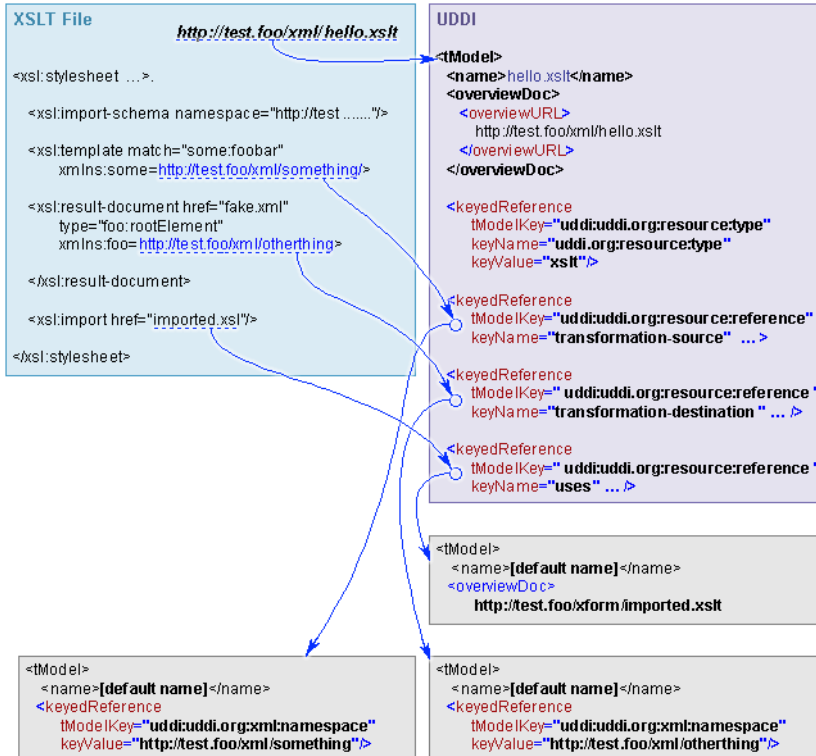 XSLT File
http://test.foo/xml/hello.xslt
<xsl:stylesheet ...>.
<xsl:import-schema namespace="http://test ......."/>
<xsl:template match="some:foobar"
xmlns:some=http://test.foo/xml/something/>
<xsl:result-document href="fake.xml"
type="foo:rootElement"
xmlns:foo=http://test.foo/xml/otherthing>
</xsl:result-document>
<xsl:import href="imported.xsl"/>
</xsl:stylesheet>
UDDI
<tModel>
<name>hello.xslt</name>
<overviewDoc>
<overviewURL>
http://test.foo/xml/hello.xslt
</overviewURL>
</overviewDoc>
<keyedReference
tModelKey="uddi:uddi.org:resource:type"
keyName="uddi.org:resource:type"
keyValue="xslt"/>
<keyedReference
tModelKey="uddi:uddi.org:resource:reference"
keyName="transformation-source" ... >
<keyedReference
tModelKey=" uddi:uddi.org:resource:reference "
keyName="transformation-destination " ... />
<keyedReference
tModelKey=" uddi:uddi.org:resource:reference "
keyName="uses" ... />
<tModel>
<name>[default name]</name>
<overviewDoc>
http://test.foo/xform/imported.xslt
<tModel>
<name>[default name]</name>
<keyedReference
tModelKey="uddi:uddi.org:xml:namespace"
keyValue="http://test.foo/xml/something"/>
<tModel>
<name>[default name]</name>
<keyedReference
tModelKey="uddi:uddi.org:xml:namespace"
keyValue="http://test.foo/xml/otherthing"/>